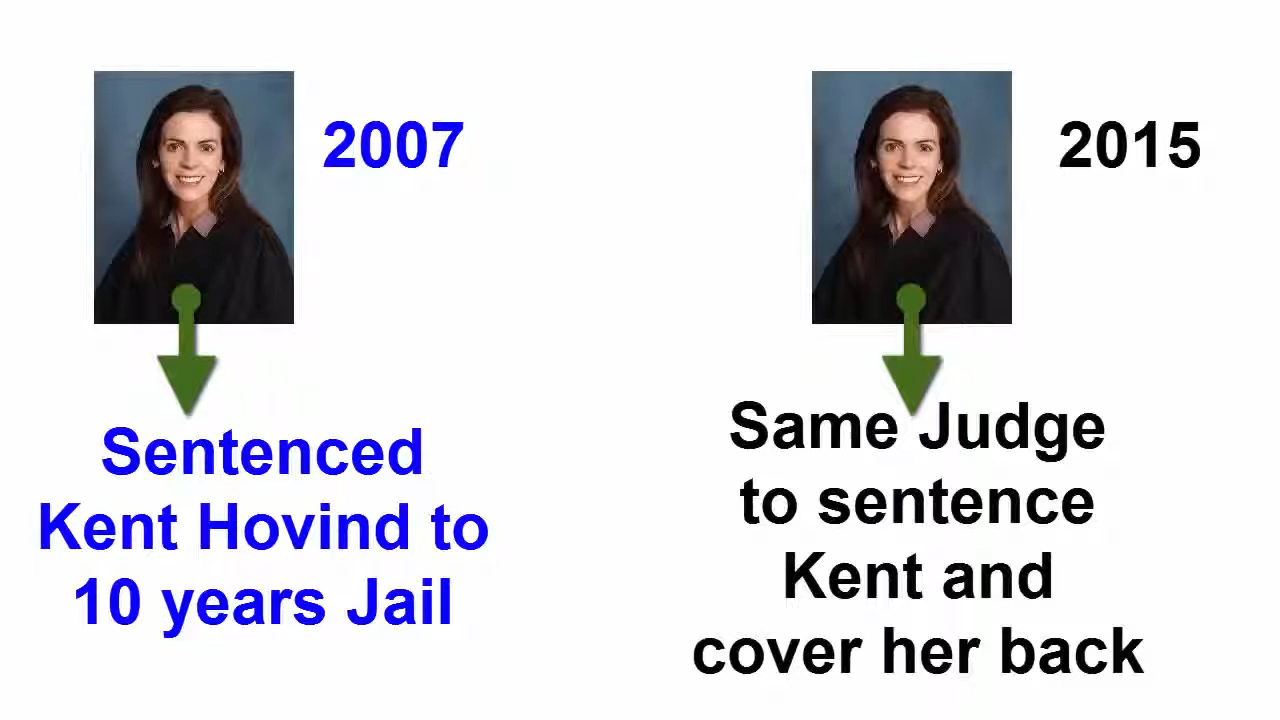 2007
Sentenced
Kent Hovind to
10 years Jail
2015
Same Judge
to sentence
Kent and
cover her back